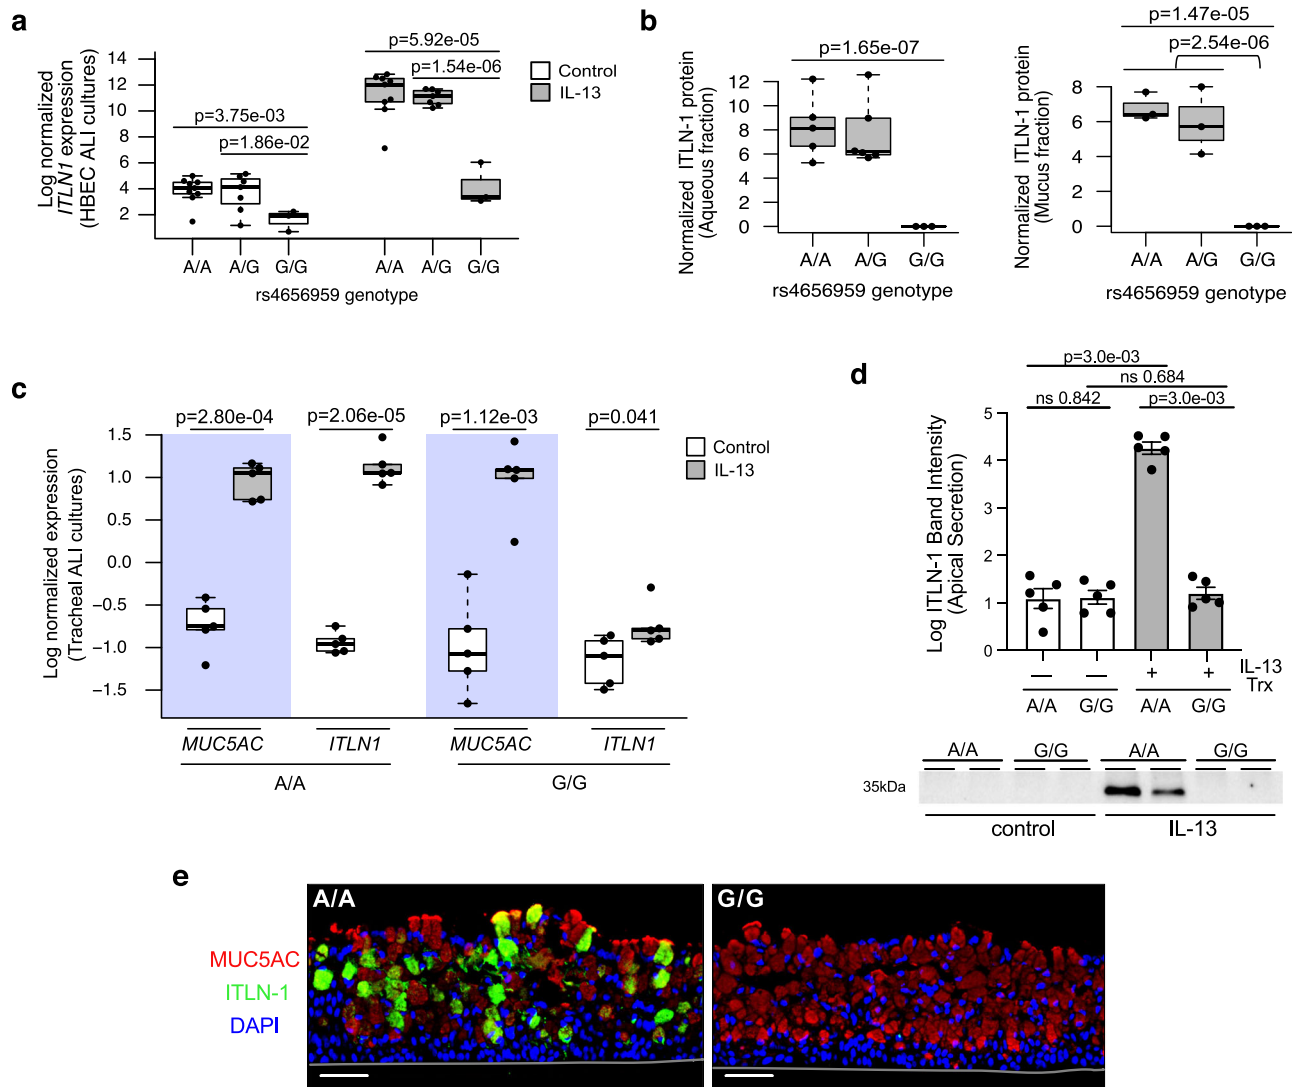 a
Log normalized
ITLN1 expression
(HBEC ALI cultures)
14
12
10
8
6
4
2
p=3.75e-03
p=1.86e-02
p=5.92e-05
p=1.54e-06
Control
IL-13
A/A A/G G/G A/A A/G G/G
rs4656959 genotype
b
Normalized ITLN-1 protein
(Aqueous fraction)
12
10
8
6
4
2
0
p=1.65e-07
A/A A/G G/G
rs4656959 genotype
Normalized ITLN-1 protein
(Mucus fraction)
8
6
4
2
0
p=1.47e-05
p=2.54e-06
A/A A/G G/G
rs4656959 genotype
c
Log normalized expression
(Tracheal ALI cultures)
1.5
1.0
0.5
0.0
−0.5
−1.0
−1.5
p=2.80e-04 p=2.06e-05 p=1.12e-03 p=0.041
Control
IL-13
MUC5AC ITLN1 MUC5AC ITLN1
A/A G/G
d
Log ITLN-1 Band Intensity
(Apical Secretion)
5
4
3
2
1
0
p=3.0e-03
ns 0.684
ns 0.842
p=3.0e-03
— — + + IL-13
Trx
A/A G/G A/A G/G
A/A G/G A/A G/G
35kDa
control IL-13
e
MUC5AC
ITLN-1
DAPI
A/A
G/G